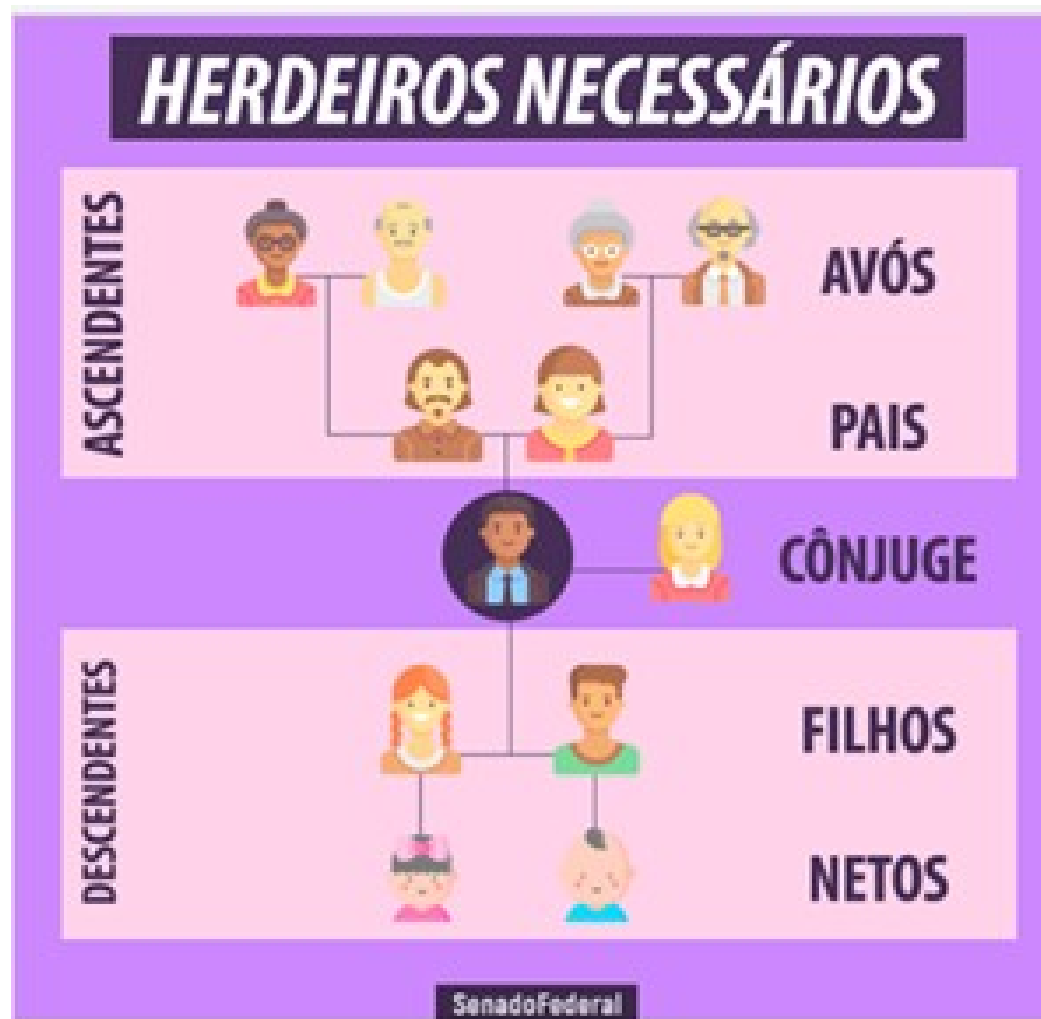 HERDEIROS NECESSÁRIOS
ASCENDENTES
AVÓS
PAIS
CÔNJUGE
DESCENDENTES
FILHOS
NETOS
SenadoFederal